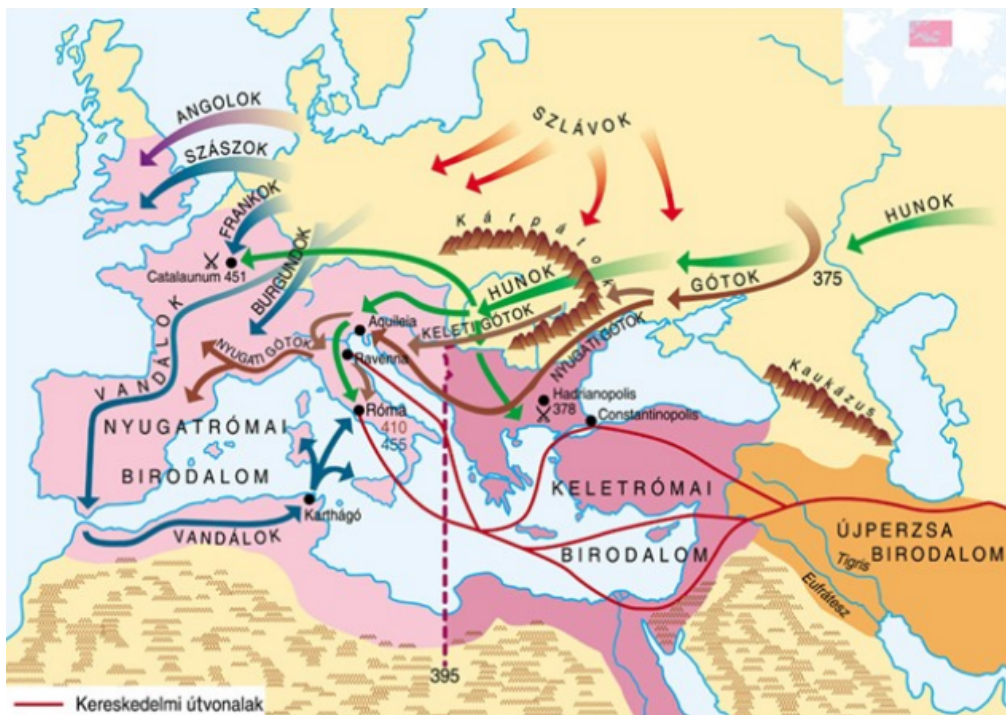 ANGOLOK
SZLÁVOK
SZÁSZOK
FRANKOK
HUNOK
Kárpátok
Catalaunum 451
BURGUNDOK
HUNOK
GÓTOK
375
KELETI GÓTOK
Aquileia
NYUGATI GÓTOK
NYUGATI GÓTOK
Ravenna
VANDÁLOK
Kaukázus
Hadrianopolis
378
Róma
410
455
Constantinopolis
NYUGATRÓMAI
BIRODALOM
KELETRÓMAI
BIRODALOM
Karthágó
VANDÁLOK
ÚJPERZSA
BIRODALOM
Tigris
Eufrátesz
395
Kereskedelmi útvonalak